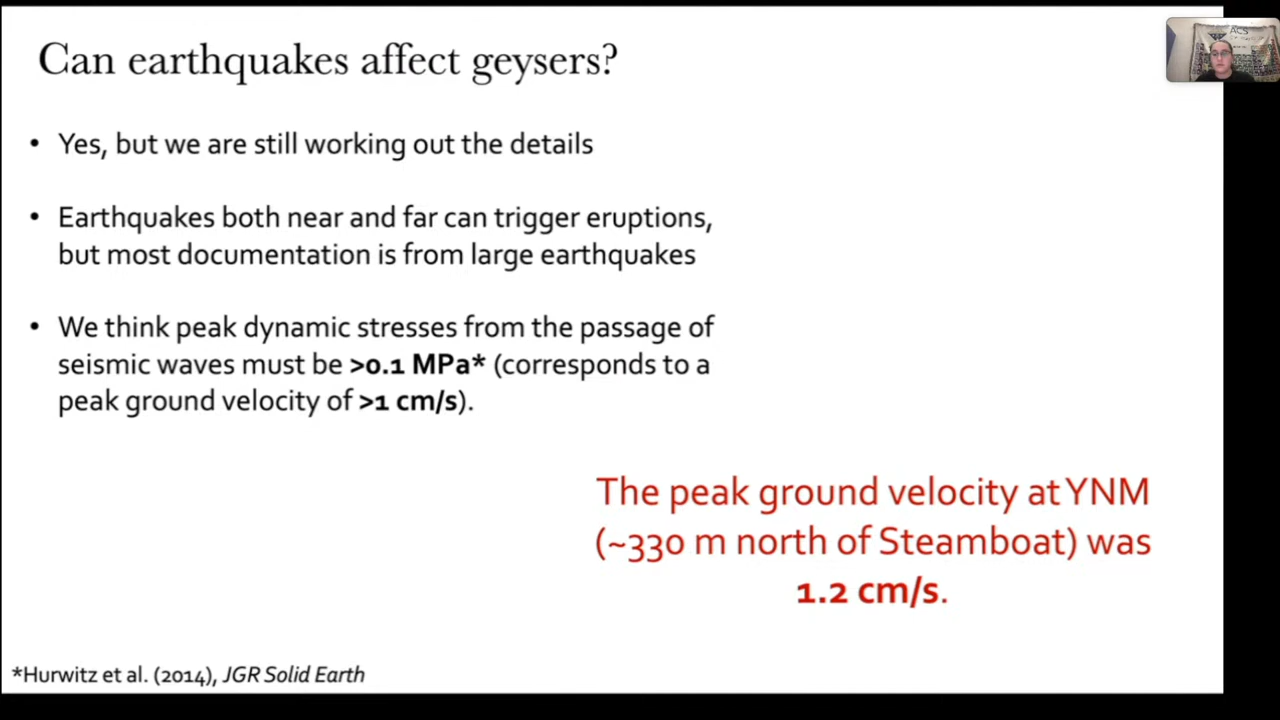 Can earthquakes affect geysers?
ACS
• Yes, but we are still working out the details
• Earthquakes both near and far can trigger eruptions,
but most documentation is from large earthquakes
• We think peak dynamic stresses from the passage of
seismic waves must be >0.1 MPa* (corresponds to a
peak ground velocity of >1 cm/s).
The peak ground velocity at YNM
(~330 m north of Steamboat) was
1.2 cm/s.
*Hurwitz et al. (2014), JGR Solid Earth